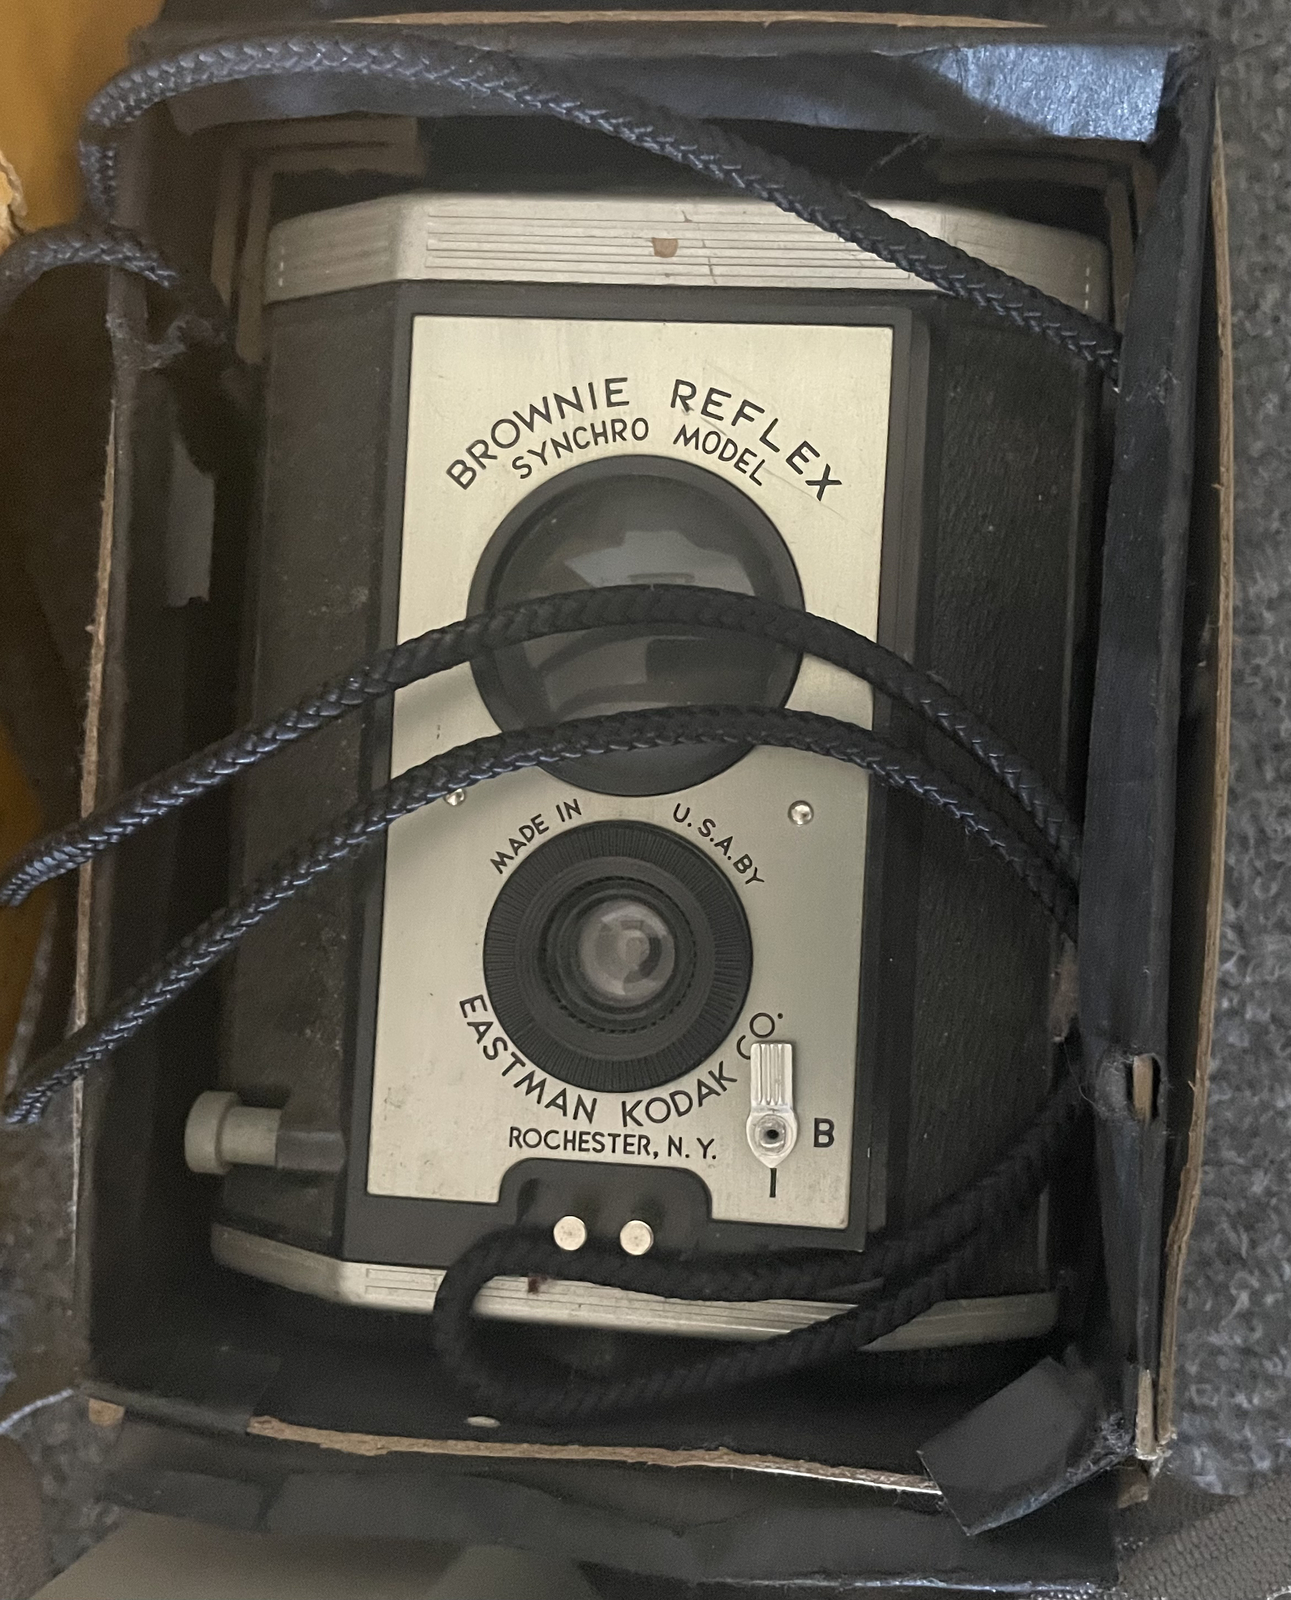 BROWNIE REFLEX
SYNCHRO MODEL
MADE IN U.S.A. BY
EASTMAN KODAK CO.
ROCHESTER, N. Y.
B
I